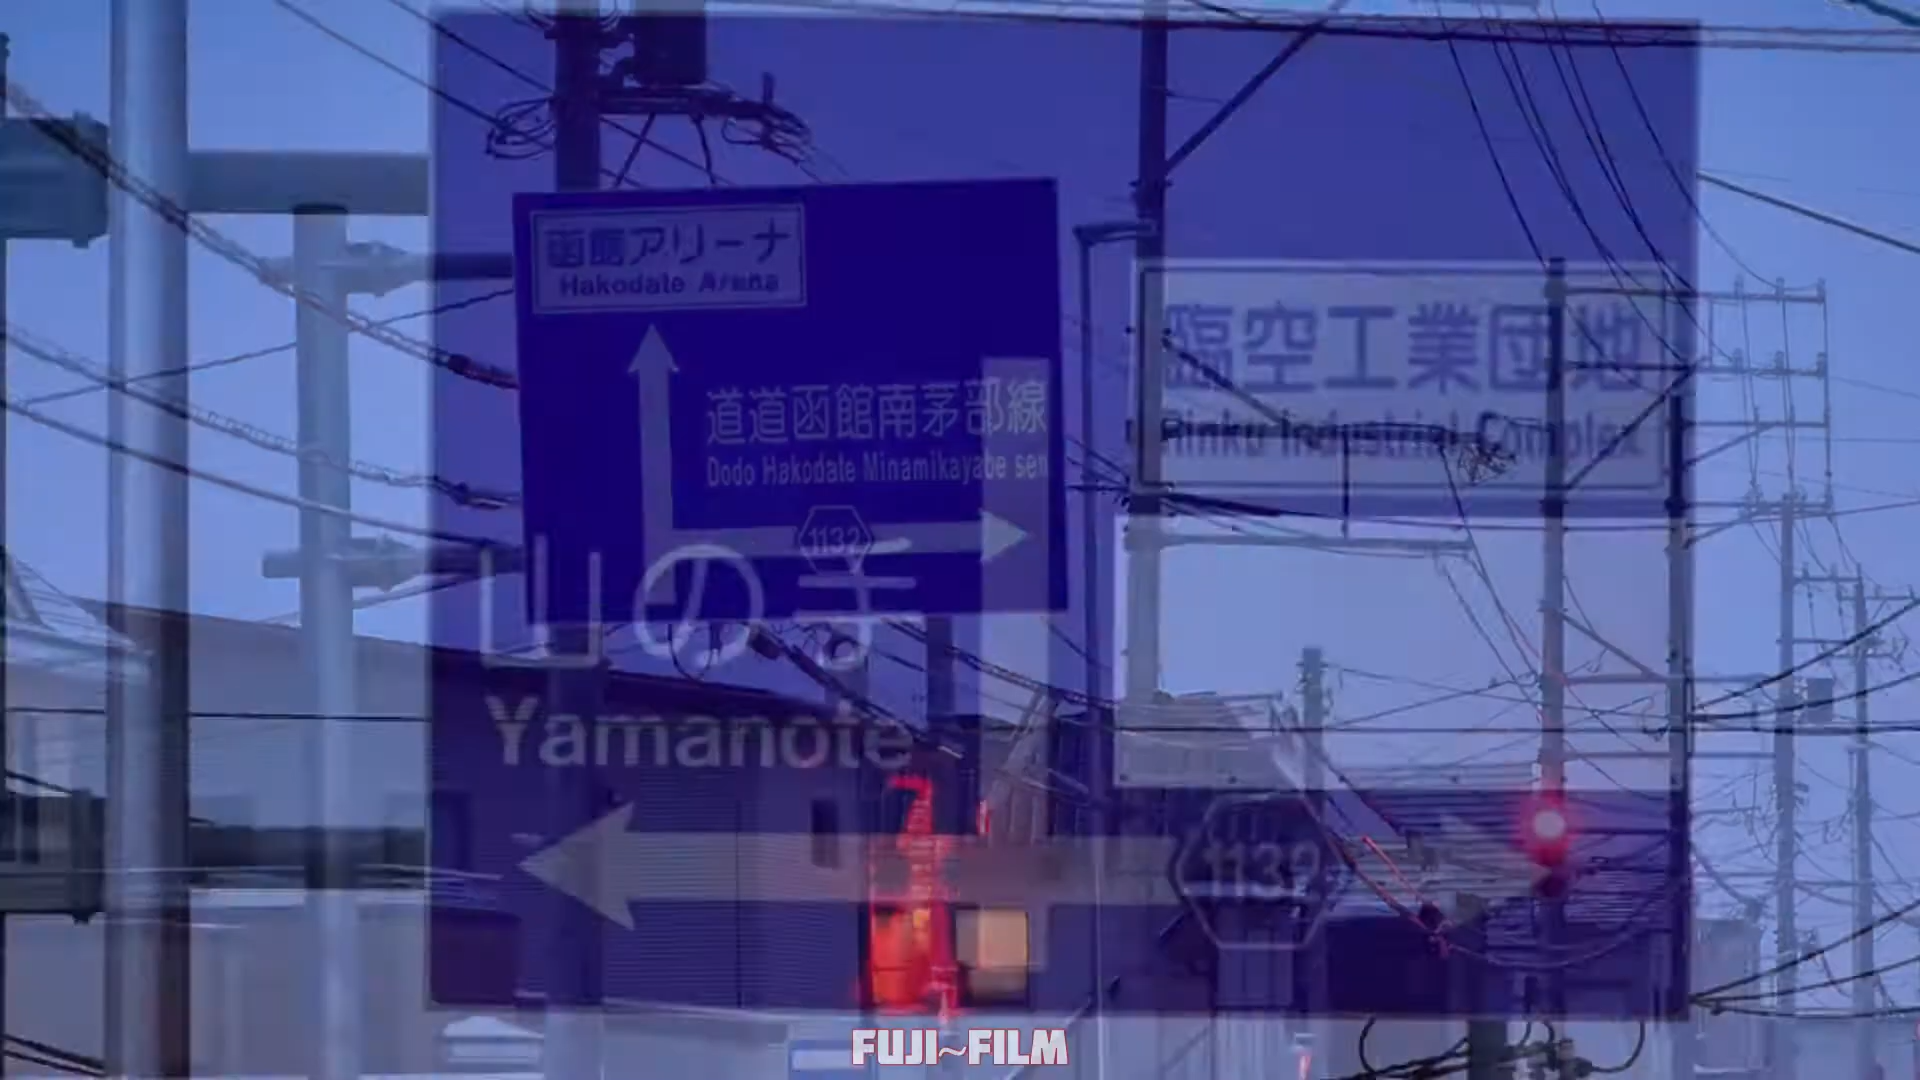 函館アリーナ
Hakodate Arena
道道函館南茅部線
Dodo Hakodate Minamikayabe sen
1132
臨空工業団地
Rinku Industrial Complex
山の手
Yamanote
1132
FUJI~FILM